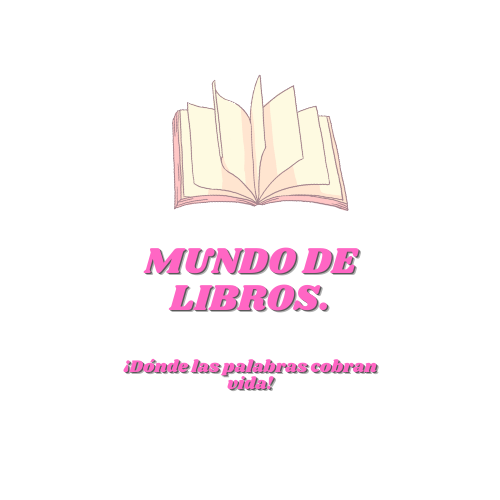 MUNDO DE
LIBROS.
¡Dónde las palabras cobran
vida!